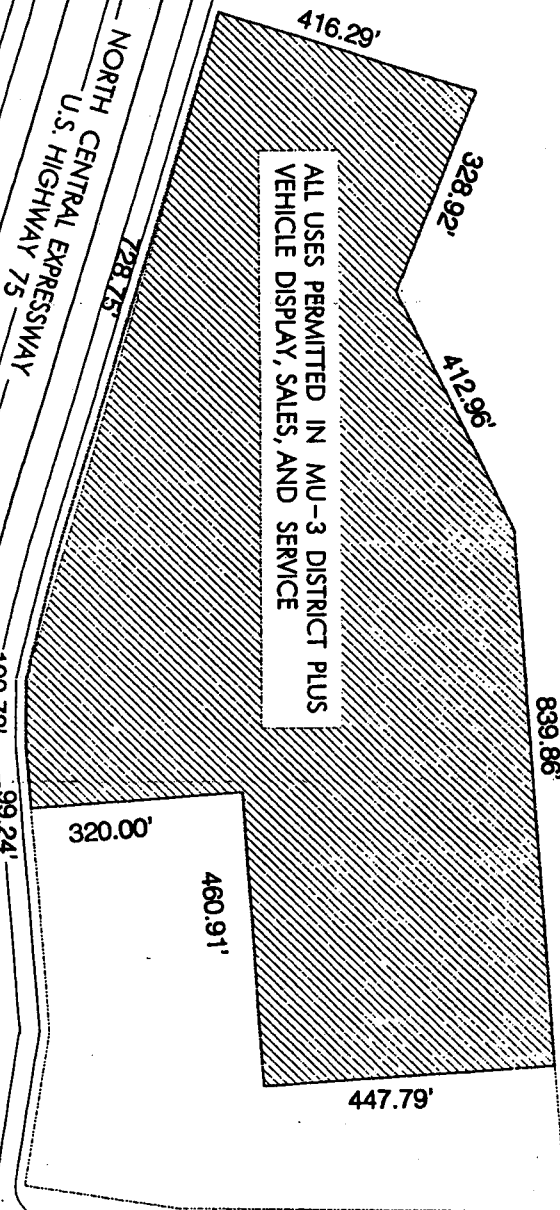 416.29'
328.92'
412.96'
839.86'
ALL USES PERMITTED IN MU-3 DISTRICT PLUS
VEHICLE DISPLAY, SALES, AND SERVICE
NORTH CENTRAL EXPRESSWAY
U.S. HIGHWAY 75
728.75'
320.00'
460.91'
447.79'
99.24'